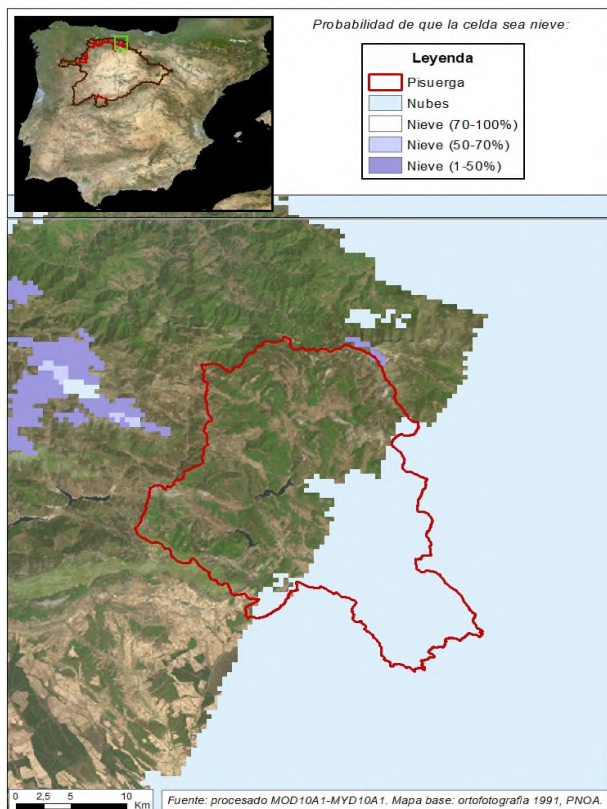 Probabilidad de que la celda sea nieve:
Leyenda
Pisuerga
Nubes
Nieve (70-100%)
Nieve (50-70%)
Nieve (1-50%)
0 2,5 5 10
Km
Fuente: procesado MOD10A1-MYD10A1. Mapa base: ortofotografia 1991, PNOA